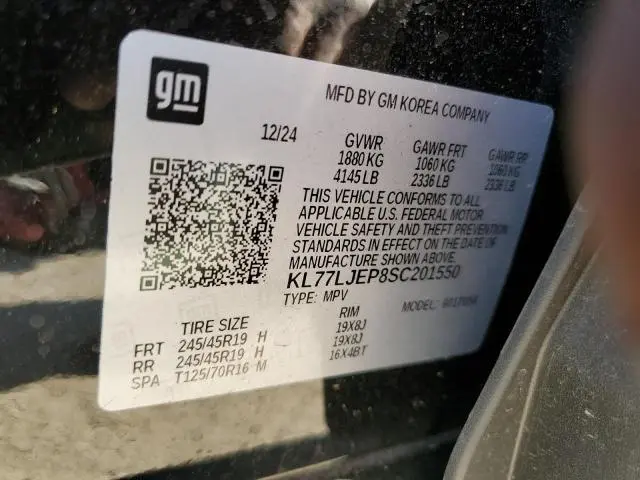 gm
MFD BY GM KOREA COMPANY
12/24 GVWR GAWR FRT GAWR RR
1880 KG 1060 KG 1060 KG
4145 LB 2336 LB 2336 LB
THIS VEHICLE CONFORMS TO ALL
APPLICABLE U.S. FEDERAL MOTOR
VEHICLE SAFETY AND THEFT PREVENTION
STANDARDS IN EFFECT ON THE DATE OF
MANUFACTURE SHOWN ABOVE.
KL77LJEP8SC201550
TYPE: MPV MODEL:
TIRE SIZE RIM
FRT 245/45R19 H 19X8J
RR 245/45R19 H 19X8J
SPA T125/70R16 M 16X4BT